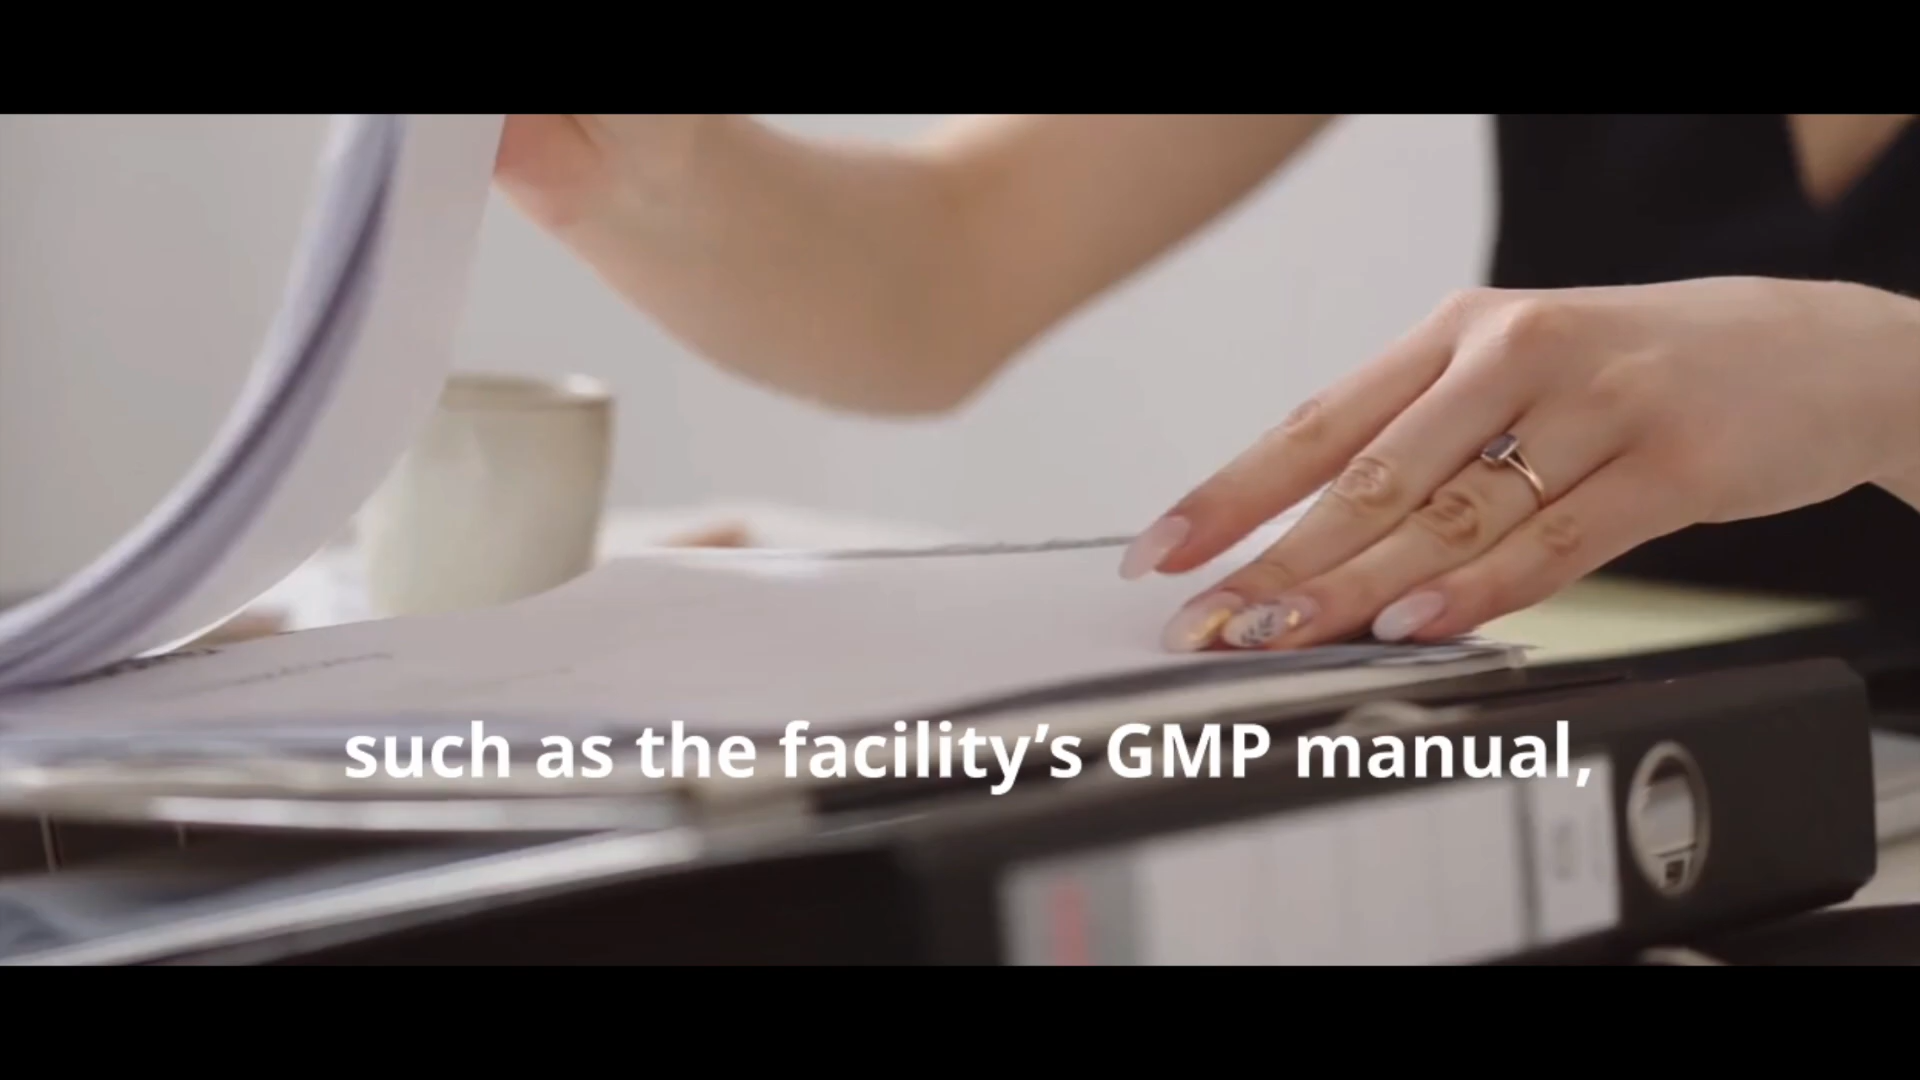 such as the facility’s GMP manual,